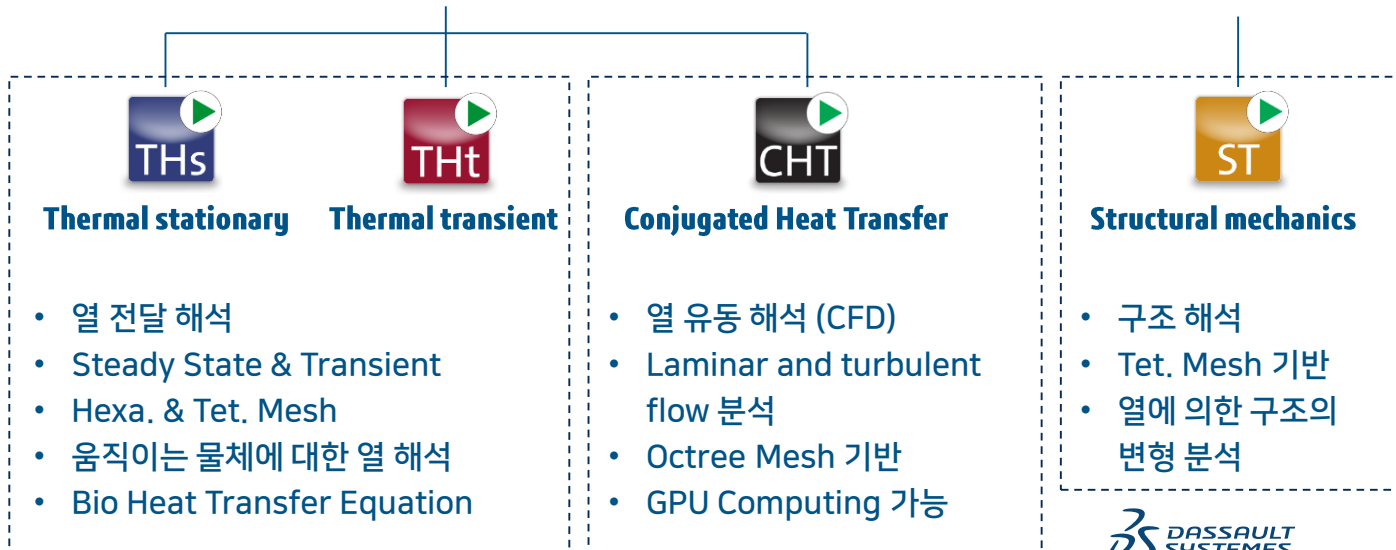 THs
THt
CHT
ST
Thermal stationary
Thermal transient
Conjugated Heat Transfer
Structural mechanics
• 열 전달 해석
• Steady State & Transient
• Hexa. & Tet. Mesh
• 움직이는 물체에 대한 열 해석
• Bio Heat Transfer Equation
• 열 유동 해석 (CFD)
• Laminar and turbulent
flow 분석
• Octree Mesh 기반
• GPU Computing 가능
• 구조 해석
• Tet. Mesh 기반
• 열에 의한 구조의
변형 분석
DASSAULT
SYSTEMES